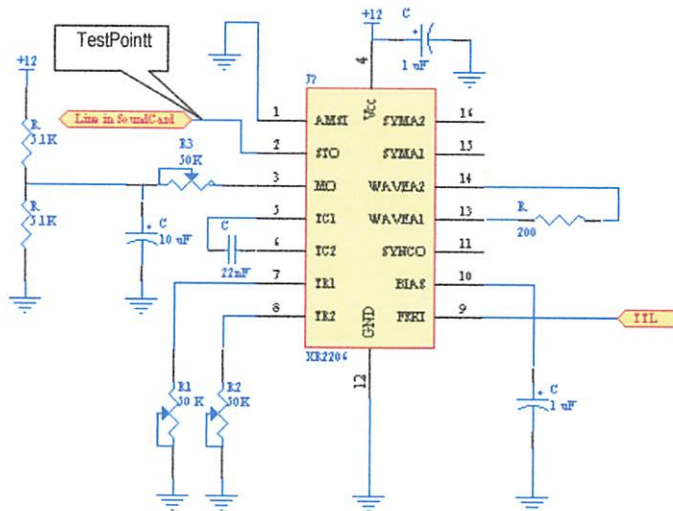 +12
C
+
1 uF
TestPointt
+12
4
J?
Vcc
Line in SoundCard
1
AMSI
SYMA2
16
R
5.1K
2
STO
SYMA1
15
R3
50K
3
MO
WAVEA2
14
R
5.1K
C
+
10 uF
5
TC1
WAVEA1
13
R
200
C
22nF
6
TC2
SYNCO
11
7
TR1
BIAS
10
8
TR2
FSKI
9
TTL
GND
XR2206
12
R1
50 K
R2
50 K
C
+
1 uF